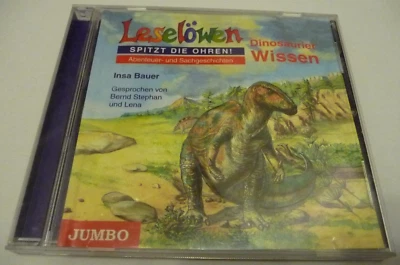 Leselöwen
SPITZT DIE OHREN!
Abenteuer- und Sachgeschichten
Dinosaurier
Wissen
Insa Bauer
Gesprochen von
Bernd Stephan
und Lena
JUMBO